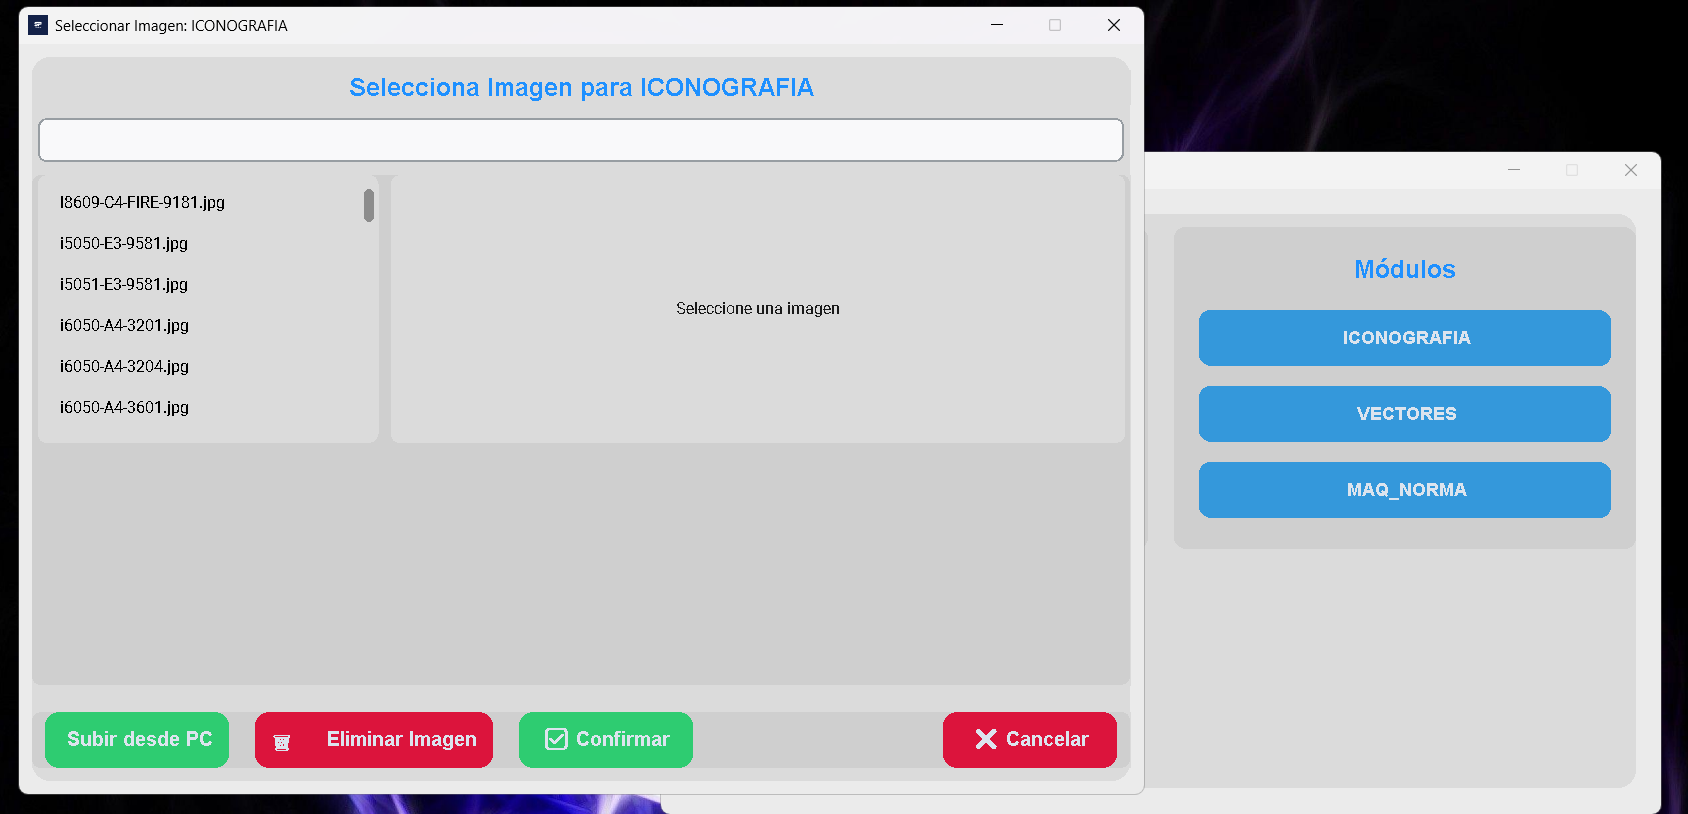 Seleccionar Imagen: ICONOGRAFIA
Selecciona Imagen para ICONOGRAFIA
I8609-C4-FIRE-9181.jpg
i5050-E3-9581.jpg
i5051-E3-9581.jpg
i6050-A4-3201.jpg
i6050-A4-3204.jpg
i6050-A4-3601.jpg
Seleccione una imagen
Subir desde PC
Eliminar Imagen
Confirmar
Cancelar
Módulos
ICONOGRAFIA
VECTORES
MAQ_NORMA